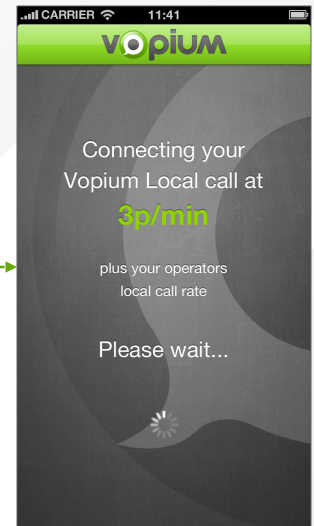 CARRIER 11:41
vopium
Connecting your
Vopium Local call at
3p/min
plus your operators
local call rate
Please wait...